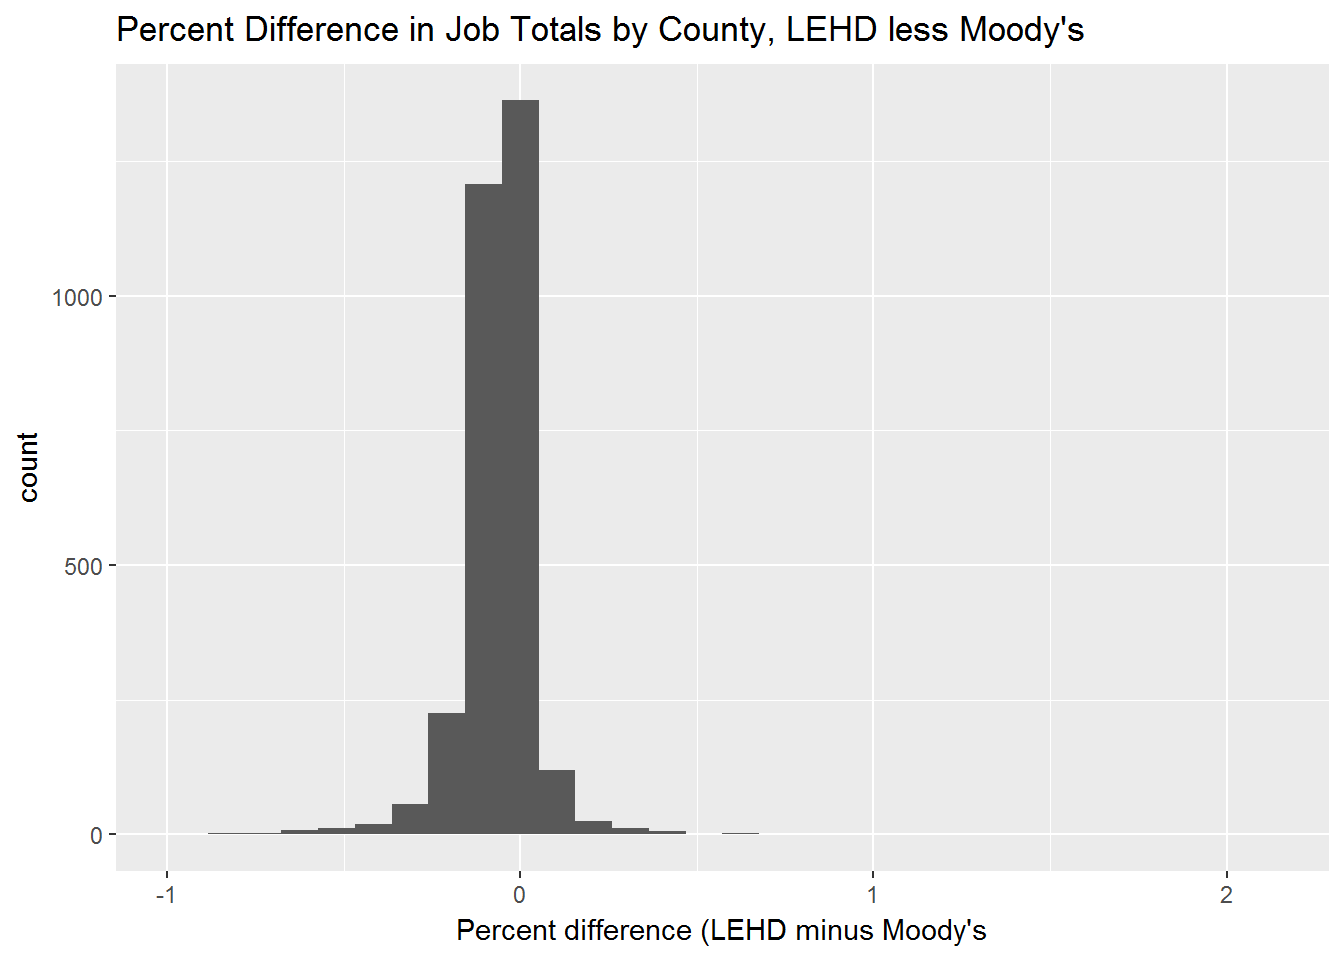 Percent Difference in Job Totals by County, LEHD less Moody's
1000
500
0
count
-1 0 1 2
Percent difference (LEHD minus Moody's